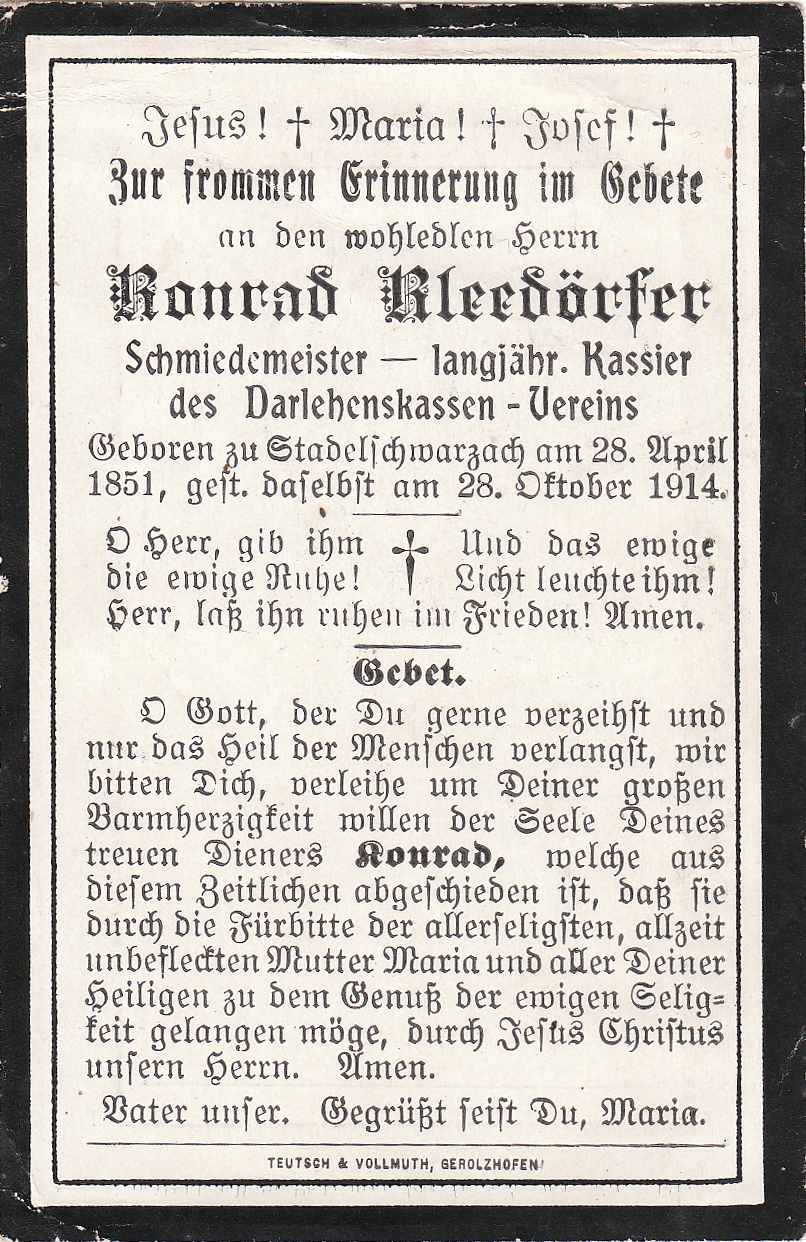 Jesus! † Maria! † Josef! †
Zur frommen Erinnerung im Gebete
an den wohledlen Herrn
Konrad Kleedörfer
Schmiedemeister — langjähr. Kassier
des Darlehenskassen-Vereins
Geboren zu Stadelschwarzach am 28. April
1851, gest. daselbst am 28. Oktober 1914.
O Herr, gib ihm † Und das ewige
die ewige Ruhe! Licht leuchte ihm!
Herr, laß ihn ruhen im Frieden! Amen.
Gebet.
O Gott, der Du gerne verzeihst und
nur das Heil der Menschen verlangst, wir
bitten Dich, verleihe um Deiner großen
Barmherzigkeit willen der Seele Deines
treuen Dieners Konrad, welche aus
diesem Zeitlichen abgeschieden ist, daß sie
durch die Fürbitte der allerseligsten, allzeit
unbefleckten Mutter Maria und aller Deiner
Heiligen zu dem Genuß der ewigen Selig-
keit gelangen möge, durch Jesus Christus
unsern Herrn. Amen.
Vater unser. Gegrüßt seist Du, Maria.
TEUTSCH & VOLLMUTH, GEROLZHOFEN